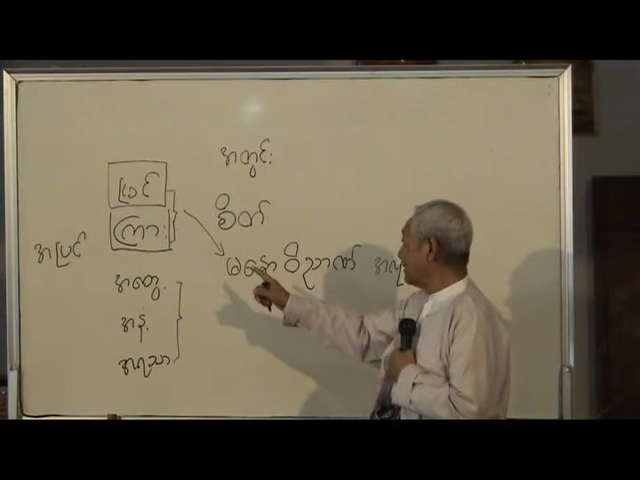 အတွင်း
မြင်
ကြား
စိတ်
အပြင်
မနောဝိညာဏ်
အတွေ့
အနံ့
အရသာ